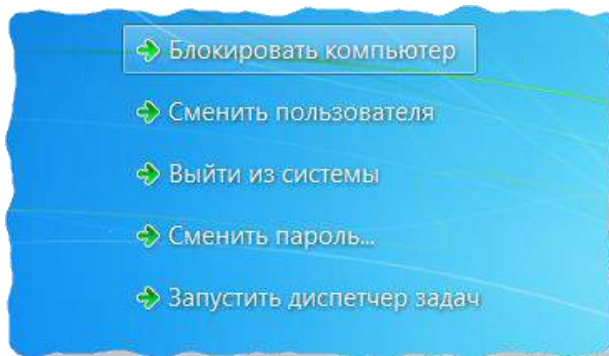 Блокировать компьютер
Сменить пользователя
Выйти из системы
Сменить пароль...
Запустить диспетчер задач